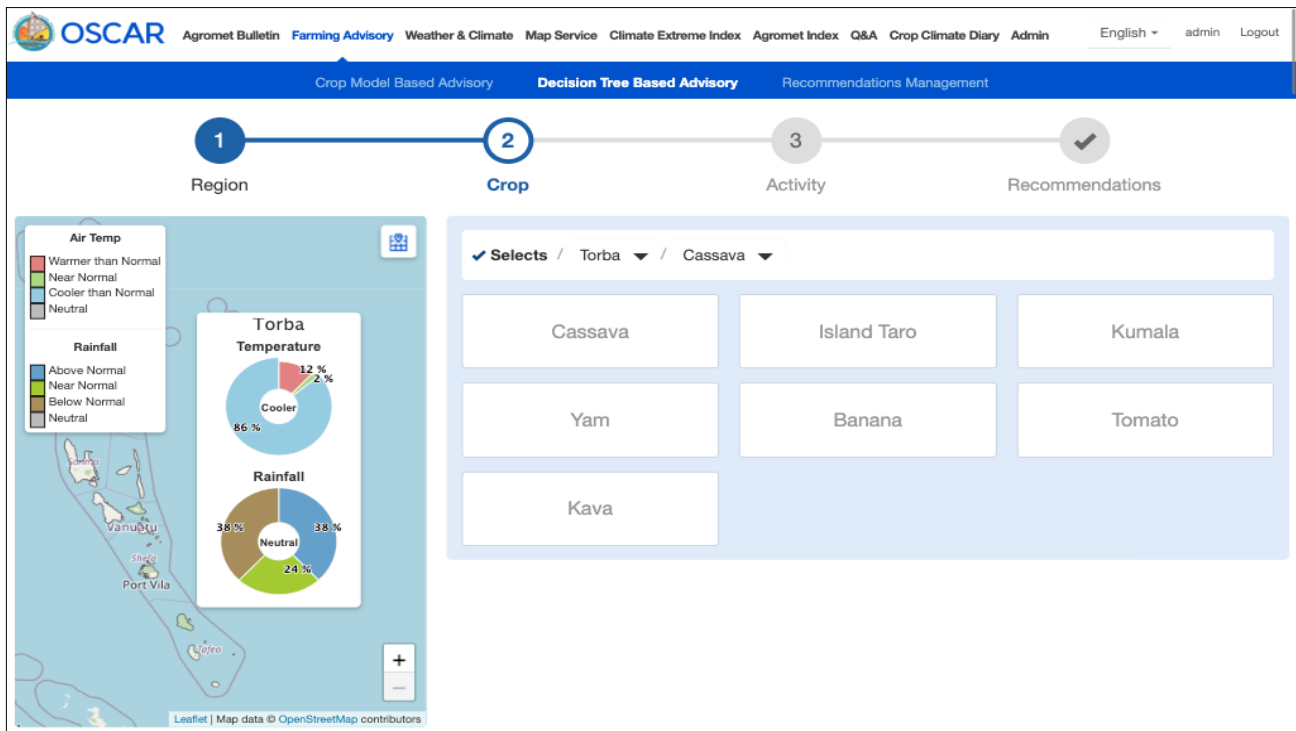 OSCAR
Agromet Bulletin Farming Advisory Weather & Climate Map Service Climate Extreme Index Agromet Index Q&A Crop Climate Diary Admin
English
admin
Logout
Crop Model Based Advisory Decision Tree Based Advisory Recommendations Management
1
2
3
Region
Crop
Activity
Recommendations
Air Temp
Warmer than Normal
Near Normal
Cooler than Normal
Neutral
Rainfall
Above Normal
Near Normal
Below Normal
Neutral
Torba
Temperature
12 %
2 %
Cooler
86 %
Rainfall
38 %
38 %
Neutral
24 %
Sanma
Vanuatu
Shefa
Port Vila
Tafea
+
−
Leaflet | Map data © OpenStreetMap contributors
Selects / Torba / Cassava
Cassava
Island Taro
Kumala
Yam
Banana
Tomato
Kava